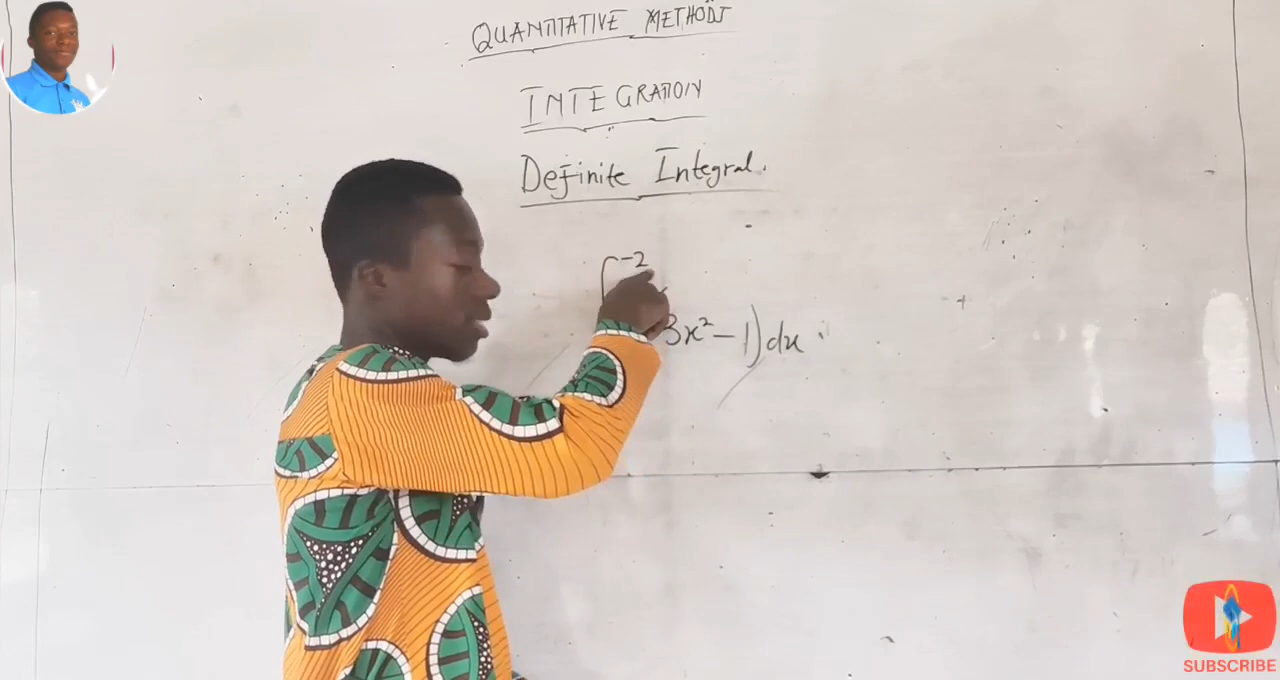 QUANTITATIVE METHODS
INTEGRATION
Definite Integral.
∫-2
3x² - 1) dx.
SUBSCRIBE